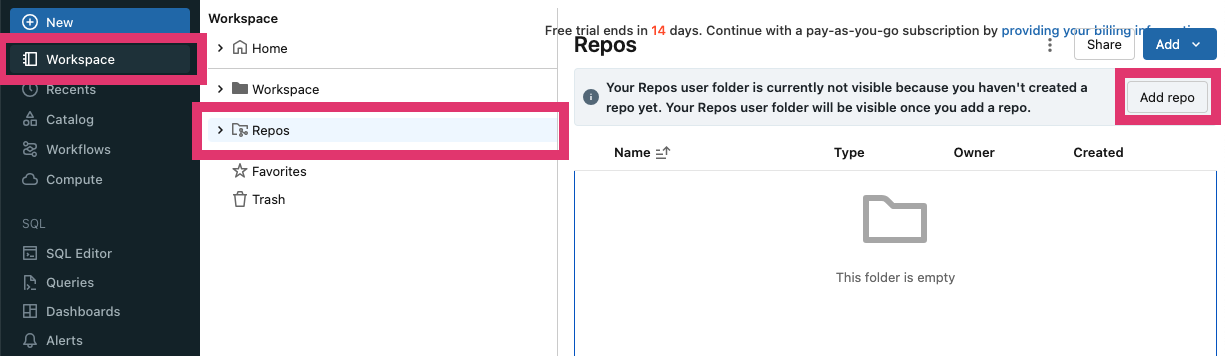 New
Workspace
Recents
Catalog
Workflows
Compute
SQL
SQL Editor
Queries
Dashboards
Alerts
Workspace
Home
Workspace
Repos
Favorites
Trash
Free trial ends in 14 days. Continue with a pay-as-you-go subscription by providing your billing information
Repos
Share
Add
Your Repos user folder is currently not visible because you haven't created a
repo yet. Your Repos user folder will be visible once you add a repo.
Add repo
Name Type Owner Created
This folder is empty